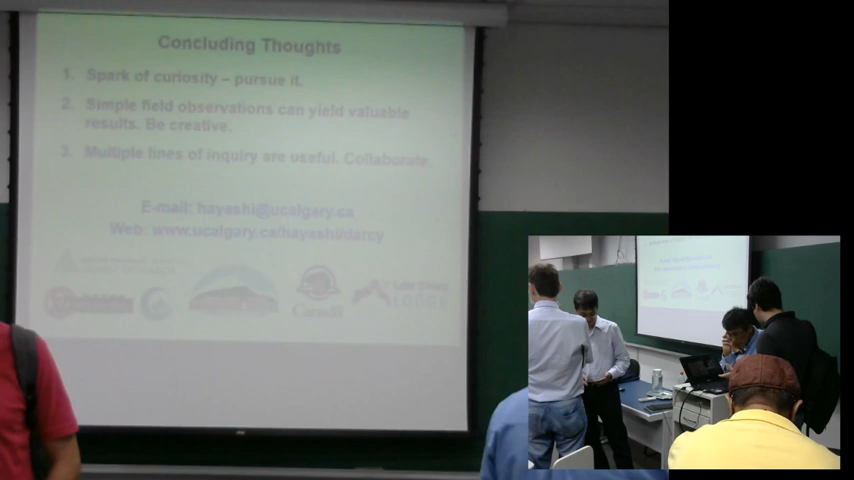 Concluding Thoughts
1. Spark of curiosity – pursue it.
2. Simple field observations can yield valuable
results. Be creative.
3. Multiple lines of inquiry are useful. Collaborate.
E-mail: hayashi@ucalgary.ca
Web: www.ucalgary.ca/hayashi/darcy
Canada